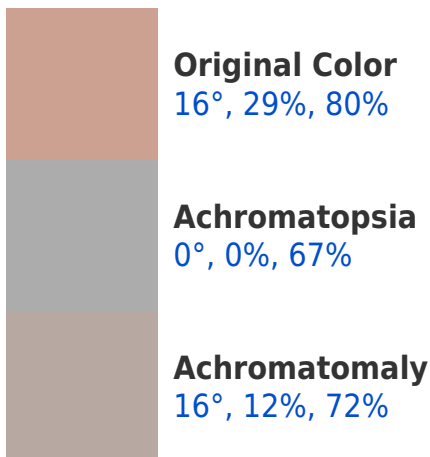 Original Color
16°, 29%, 80%
Achromatopsia
0°, 0%, 67%
Achromatomaly
16°, 12%, 72%